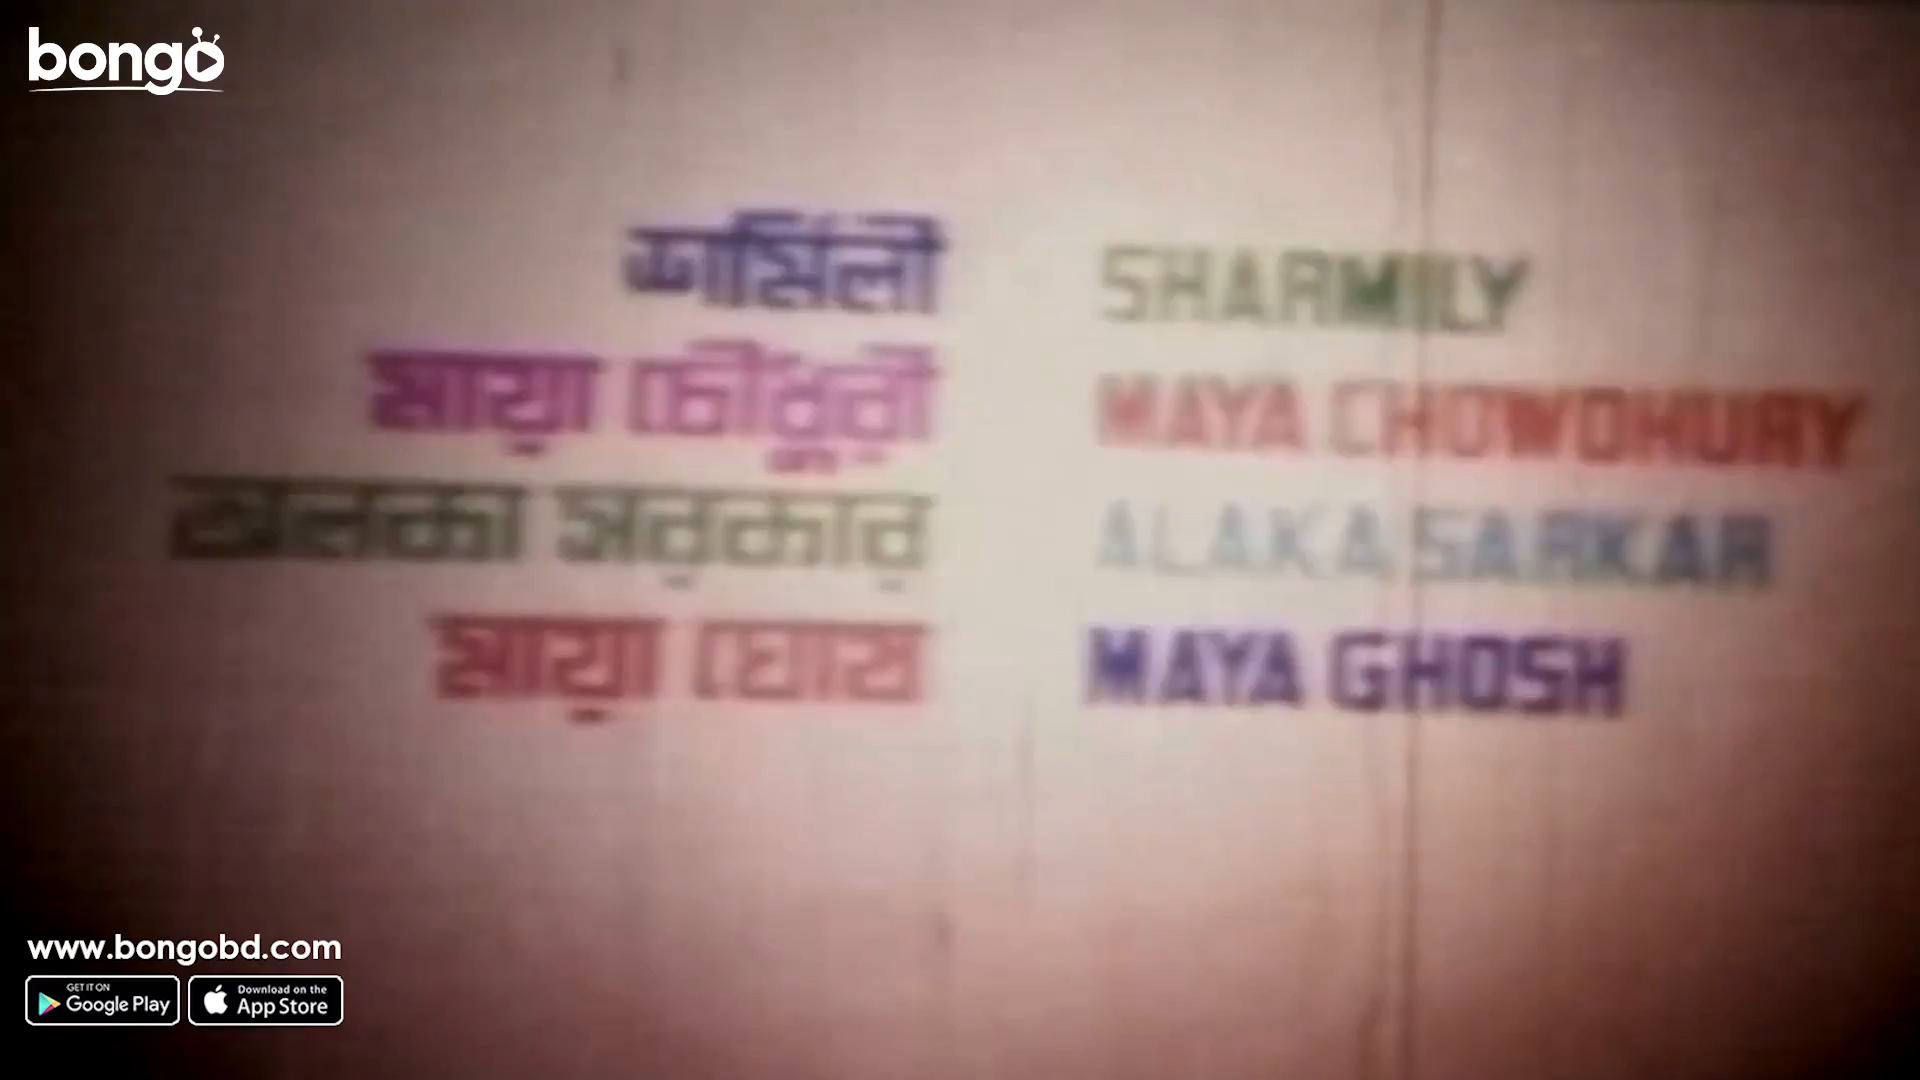 bongo
শর্মিলী SHARMILY
মায়া চৌধুরী MAYA CHOWDHURY
অলকা সরকার ALAKA SARKAR
মায়া ঘোষ MAYA GHOSH
www.bongobd.com
GET IT ON Google Play
Download on the App Store